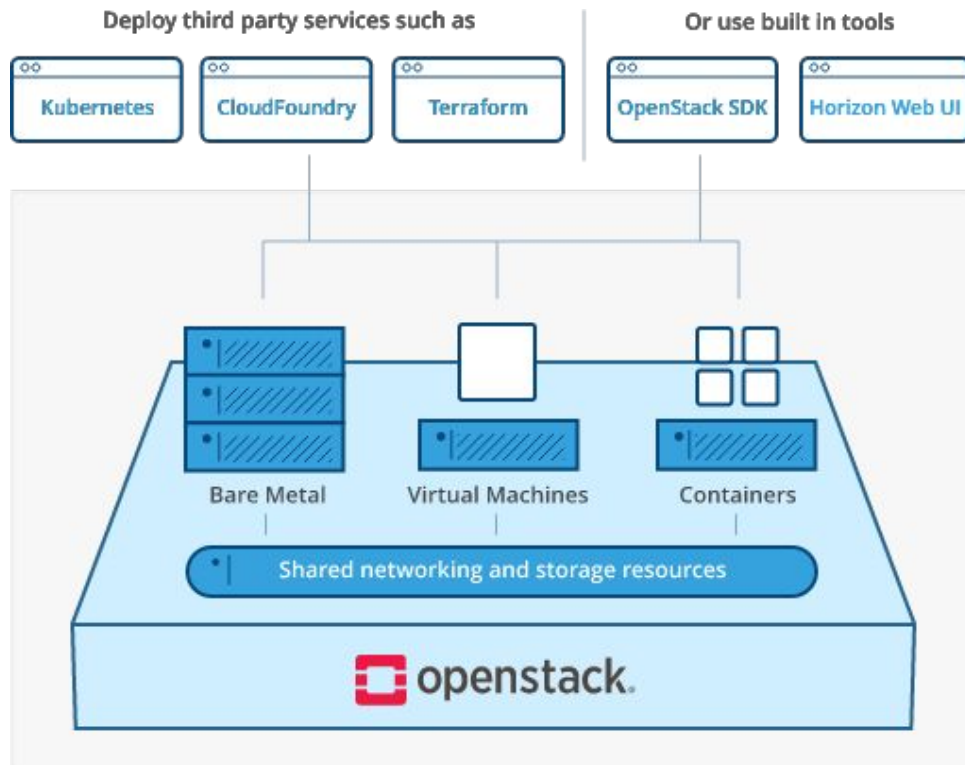 Deploy third party services such as
Or use built in tools
Kubernetes
CloudFoundry
Terraform
OpenStack SDK
Horizon Web UI
Bare Metal
Virtual Machines
Containers
Shared networking and storage resources
openstack.